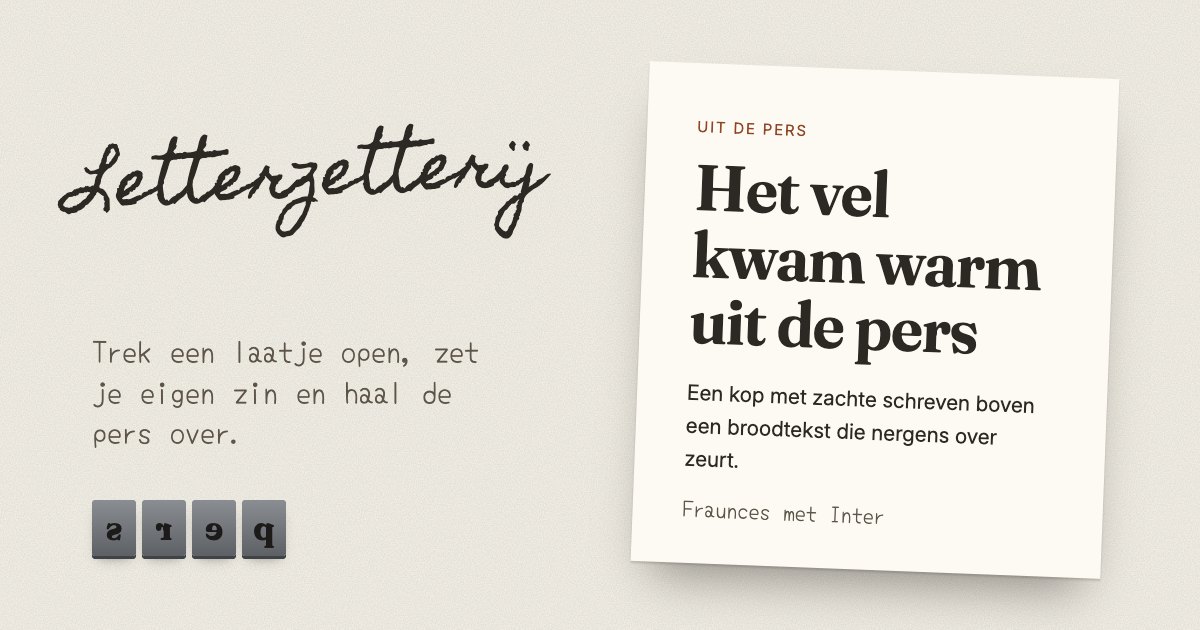 Letterzetterij
Trek een laatje open, zet
je eigen zin en haal de
pers over.
pers
UIT DE PERS
Het vel
kwam warm
uit de pers
Een kop met zachte schreven boven
een broodtekst die nergens over
zeurt.
Fraunces met Inter